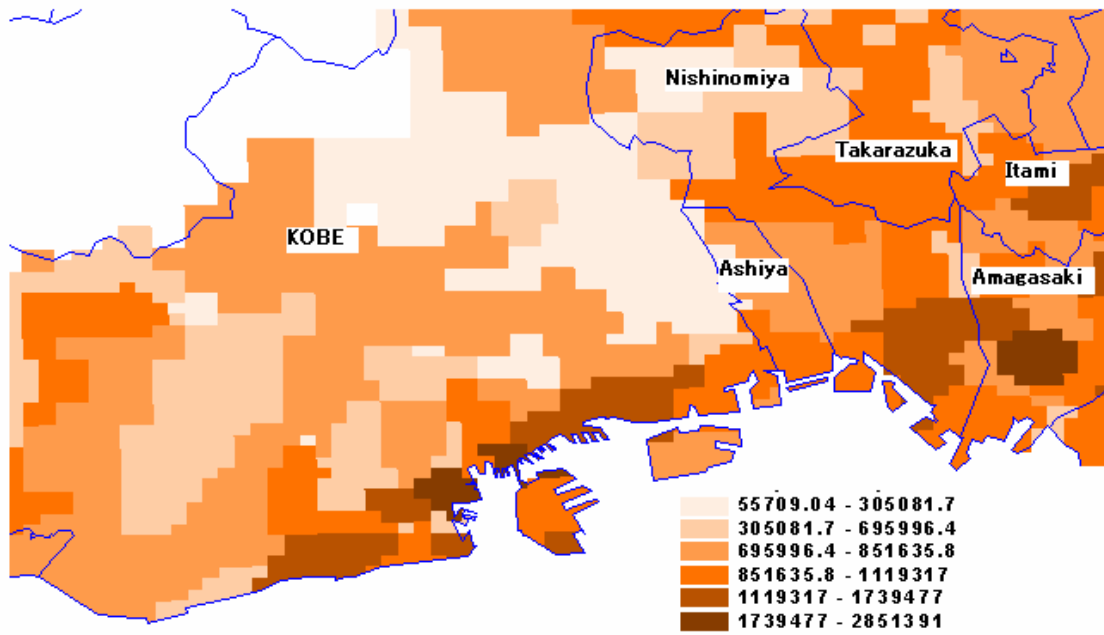 Nishinomiya
Takarazuka
Itami
KOBE
Ashiya
Amagasaki
55709.04 - 305081.7
305081.7 - 695996.4
695996.4 - 851635.8
851635.8 - 1119317
1119317 - 1739477
1739477 - 2851391